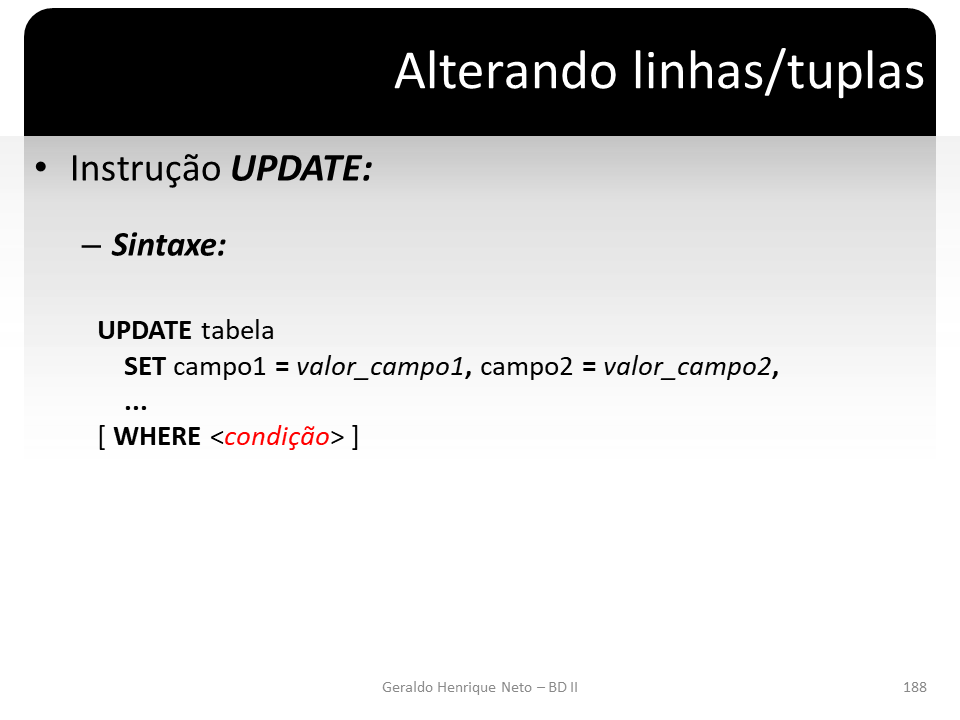 Alterando linhas/tuplas
• Instrução UPDATE:
– Sintaxe:
UPDATE tabela
SET campo1 = valor_campo1, campo2 = valor_campo2,
...
[ WHERE <condição> ]
Geraldo Henrique Neto – BD II
188